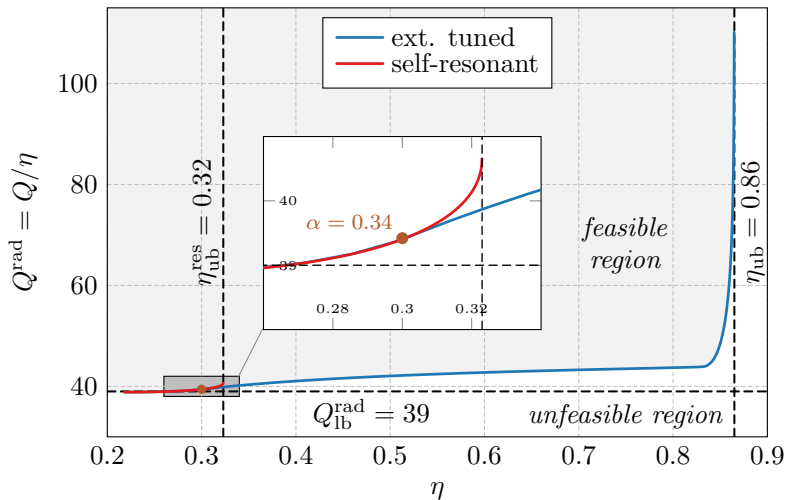 ext. tuned
self-resonant
100
80
60
40
Q^rad = Q/η
η_ub^res = 0.32
40
39
α = 0.34
0.28
0.3
0.32
feasible
region
η_ub = 0.86
Q_lb^rad = 39
unfeasible region
0.2
0.3
0.4
0.5
0.6
0.7
0.8
0.9
η